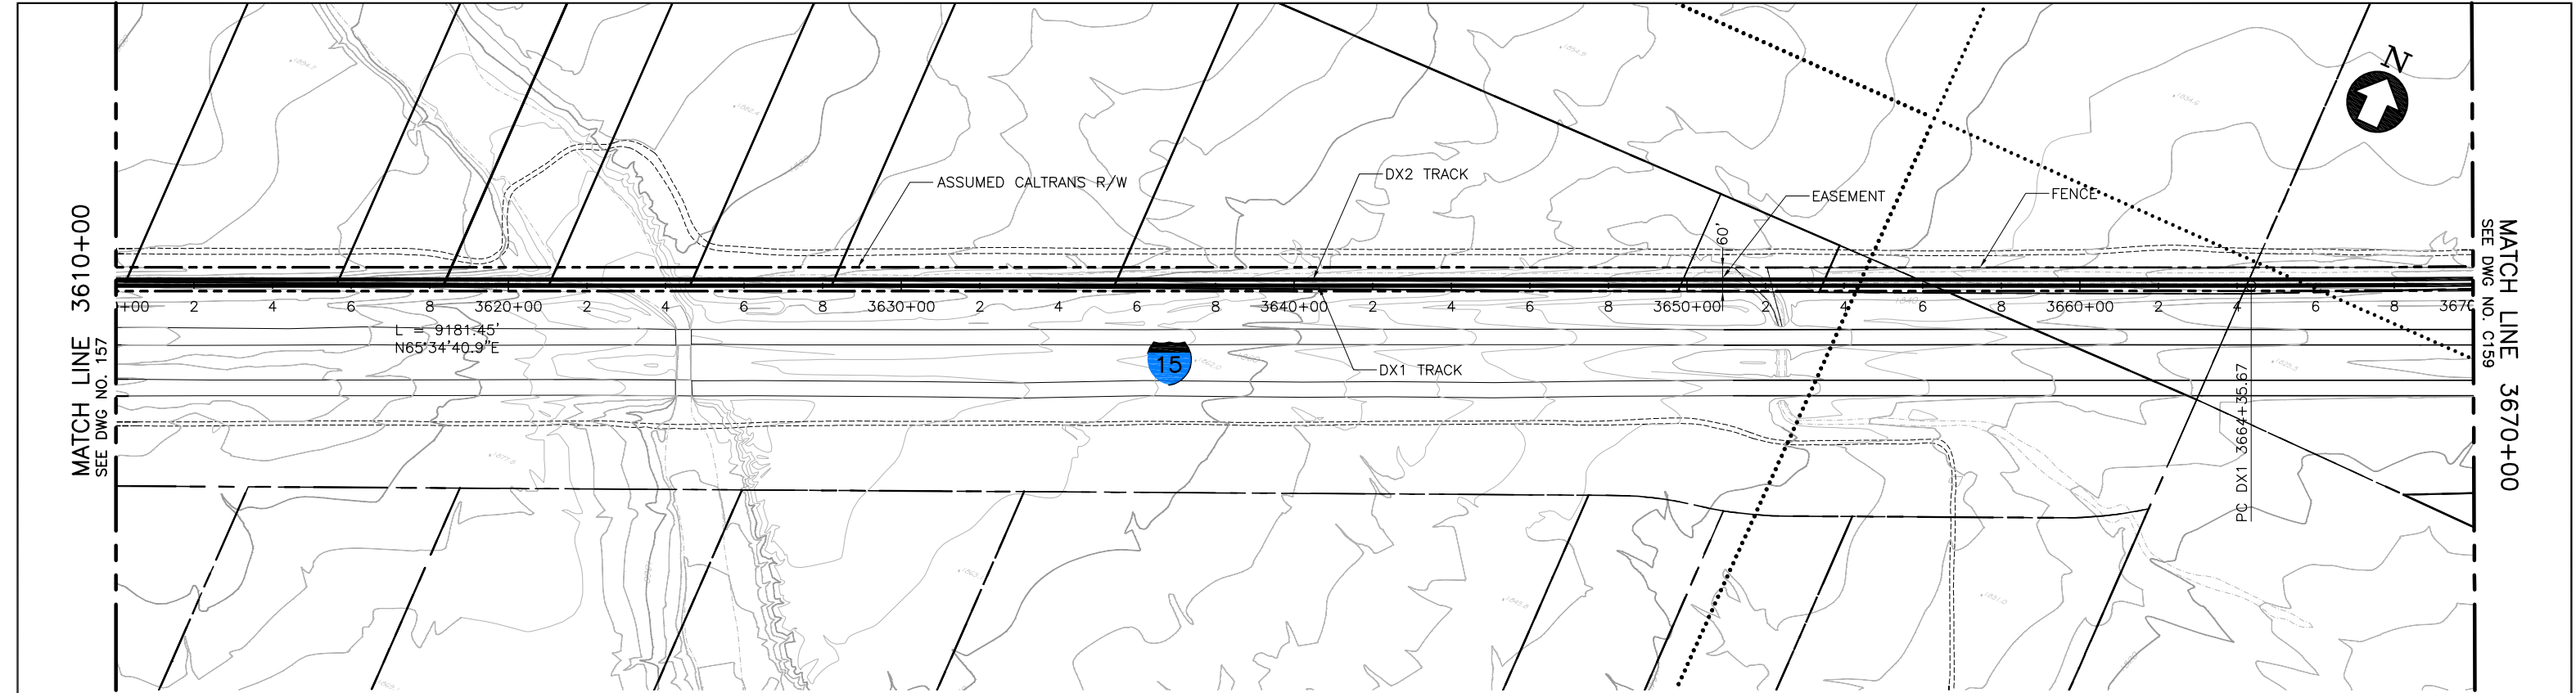 N
ASSUMED CALTRANS R/W
DX2 TRACK
EASEMENT
FENCE
60'
MATCH LINE 3610+00
SEE DWG NO. 157
+00 2 4 6 8 3620+00 2 4 6 8 3630+00 2 4 6 8 3640+00 2 4 6 8 3650+00 2 4 6 8 3660+00 2 4 6 8 3670
L = 9181.45'
N65°34'40.9"E
15
DX1 TRACK
PC DX1 3664+35.67
MATCH LINE 3670+00
SEE DWG NO. C159